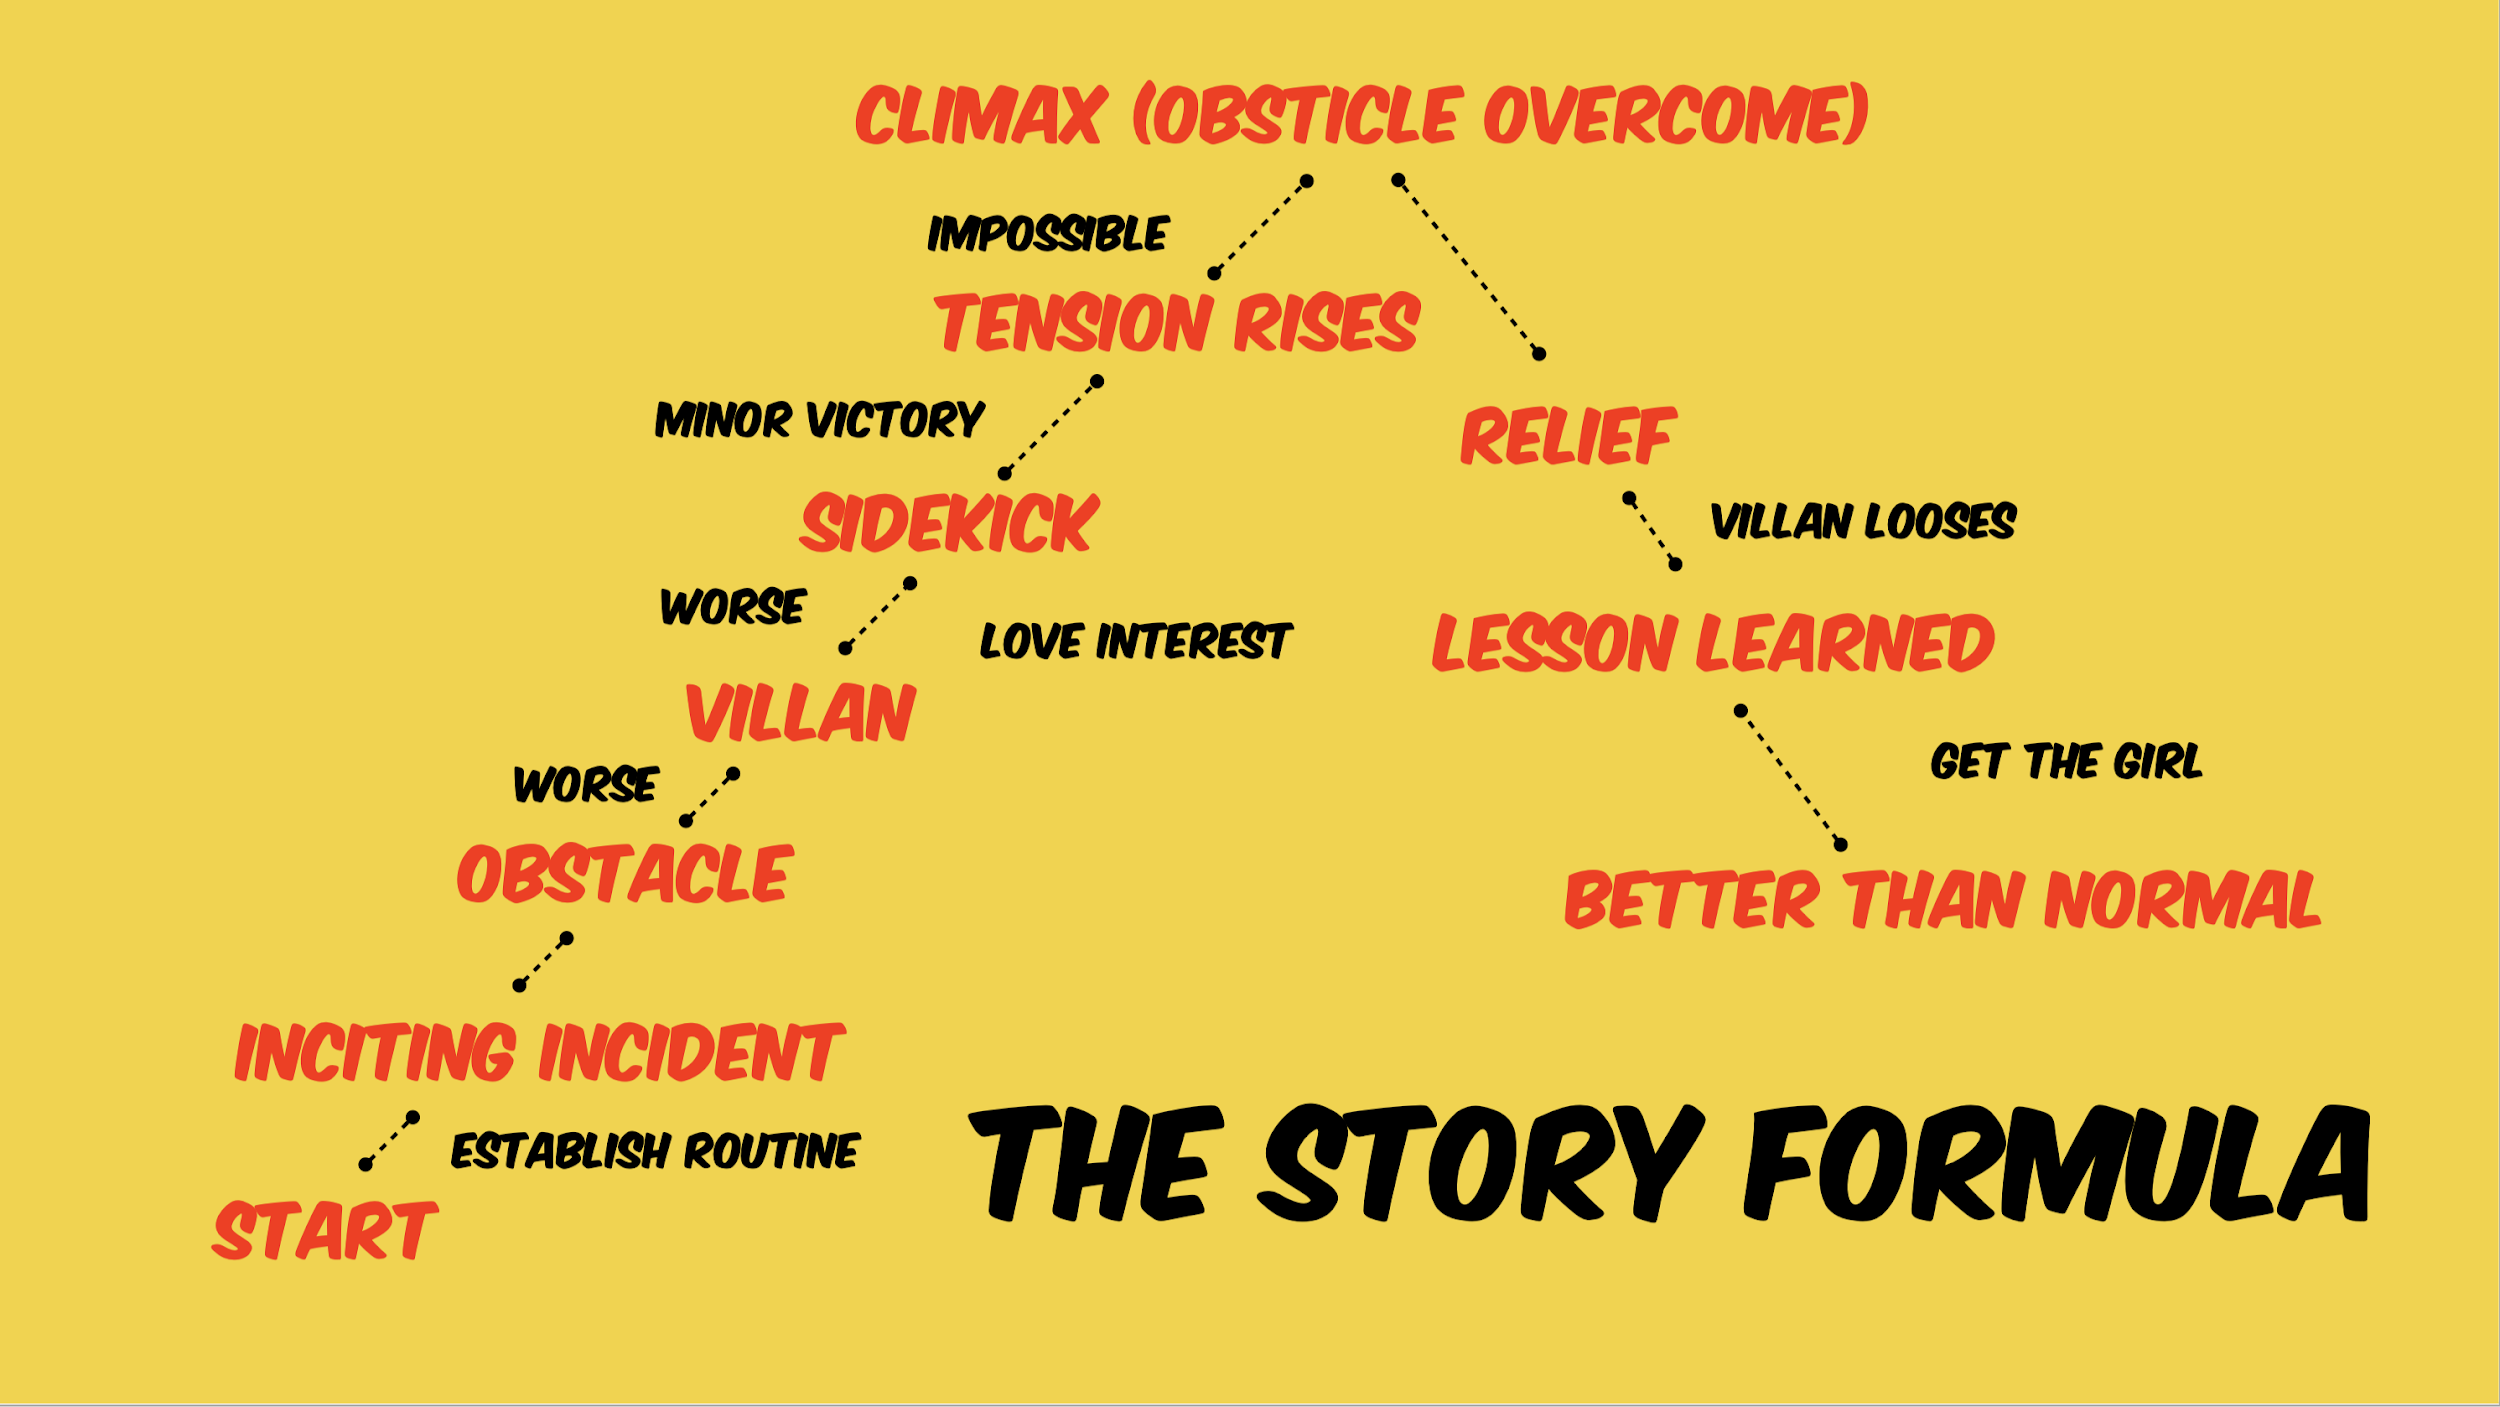 CLIMAX (OBSTICLE OVERCOME)
IMPOSSIBLE
TENSION RISES
MINOR VICTORY
RELIEF
SIDEKICK
VILLAN LOOSES
WORSE
LOVE INTEREST
LESSON LEARNED
VILLAN
GET THE GIRL
WORSE
OBSTACLE
BETTER THAN NORMAL
INCITING INCIDENT
ESTABLISH ROUTINE
THE STORY FORMULA
START